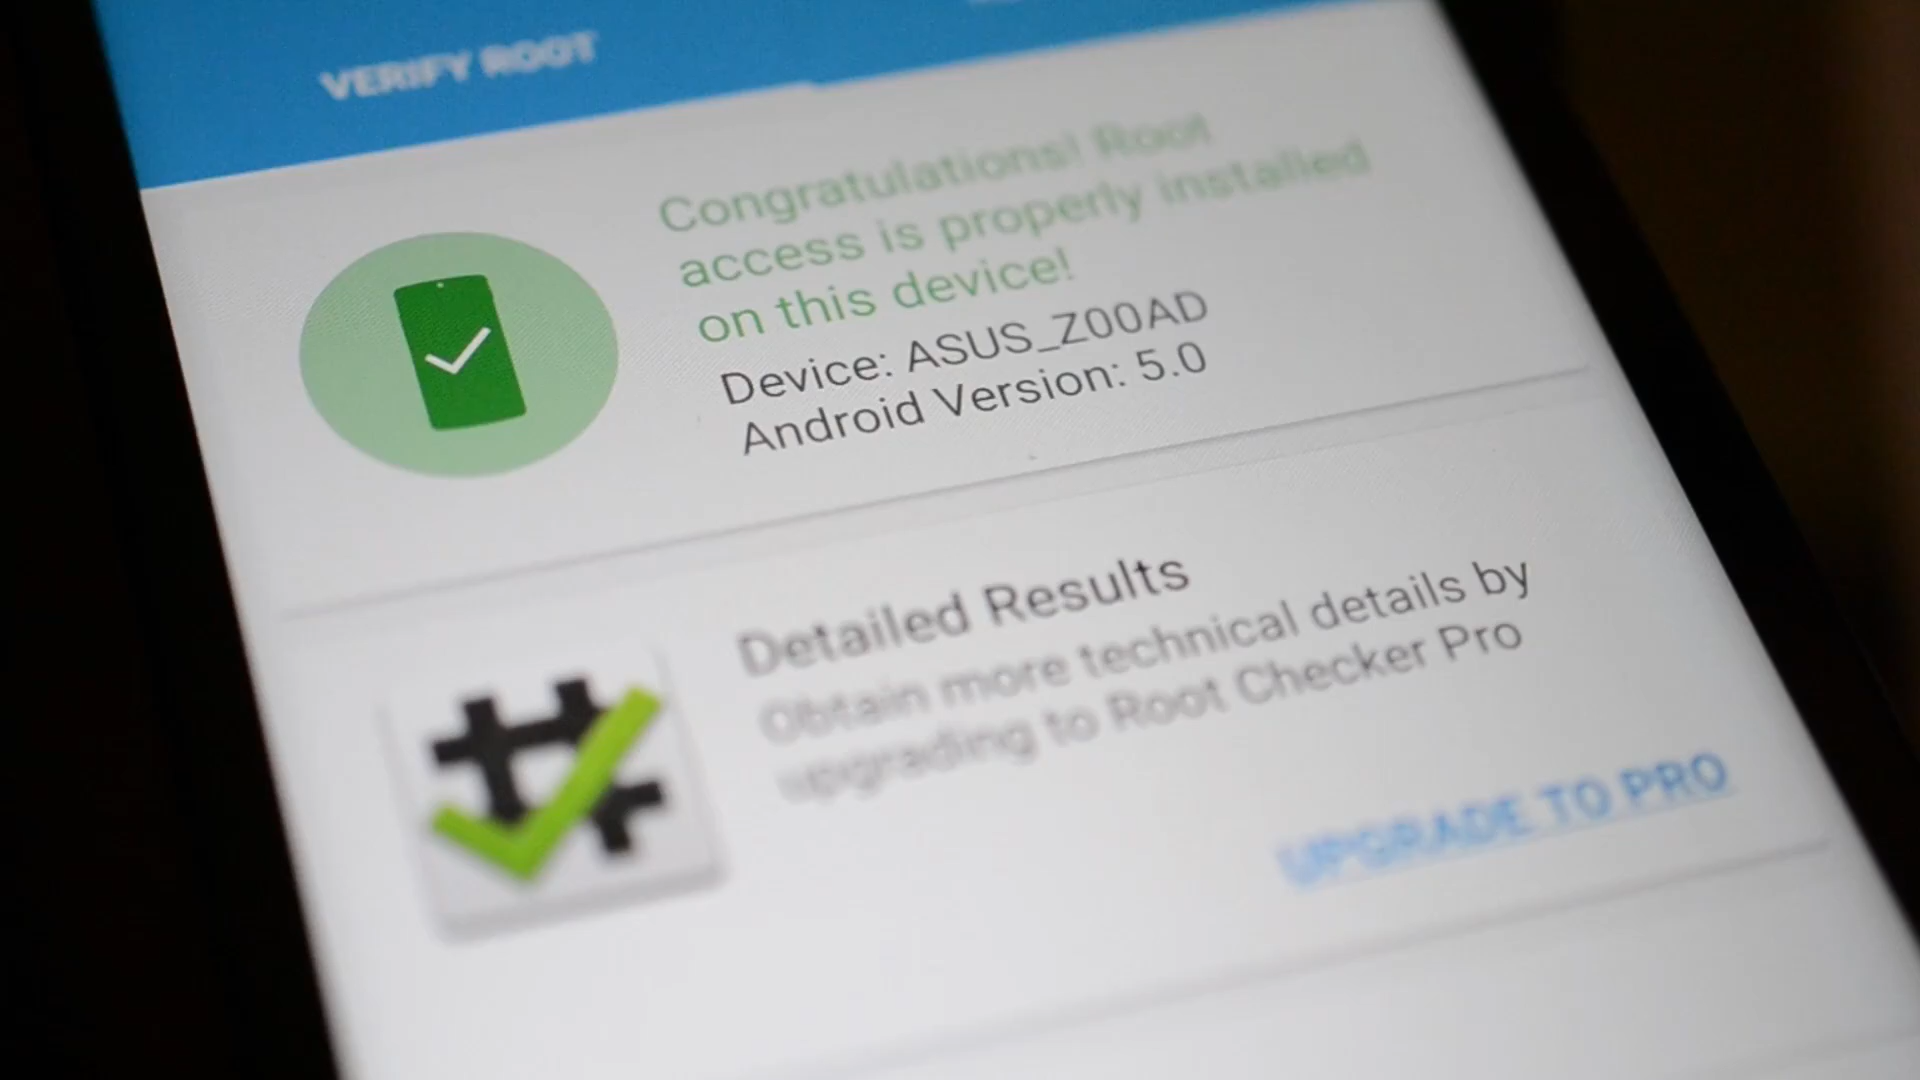 VERIFY ROOT
Congratulations! Root
access is properly installed
on this device!
Device: ASUS_Z00AD
Android Version: 5.0
Detailed Results
Obtain more technical details by
upgrading to Root Checker Pro
UPGRADE TO PRO